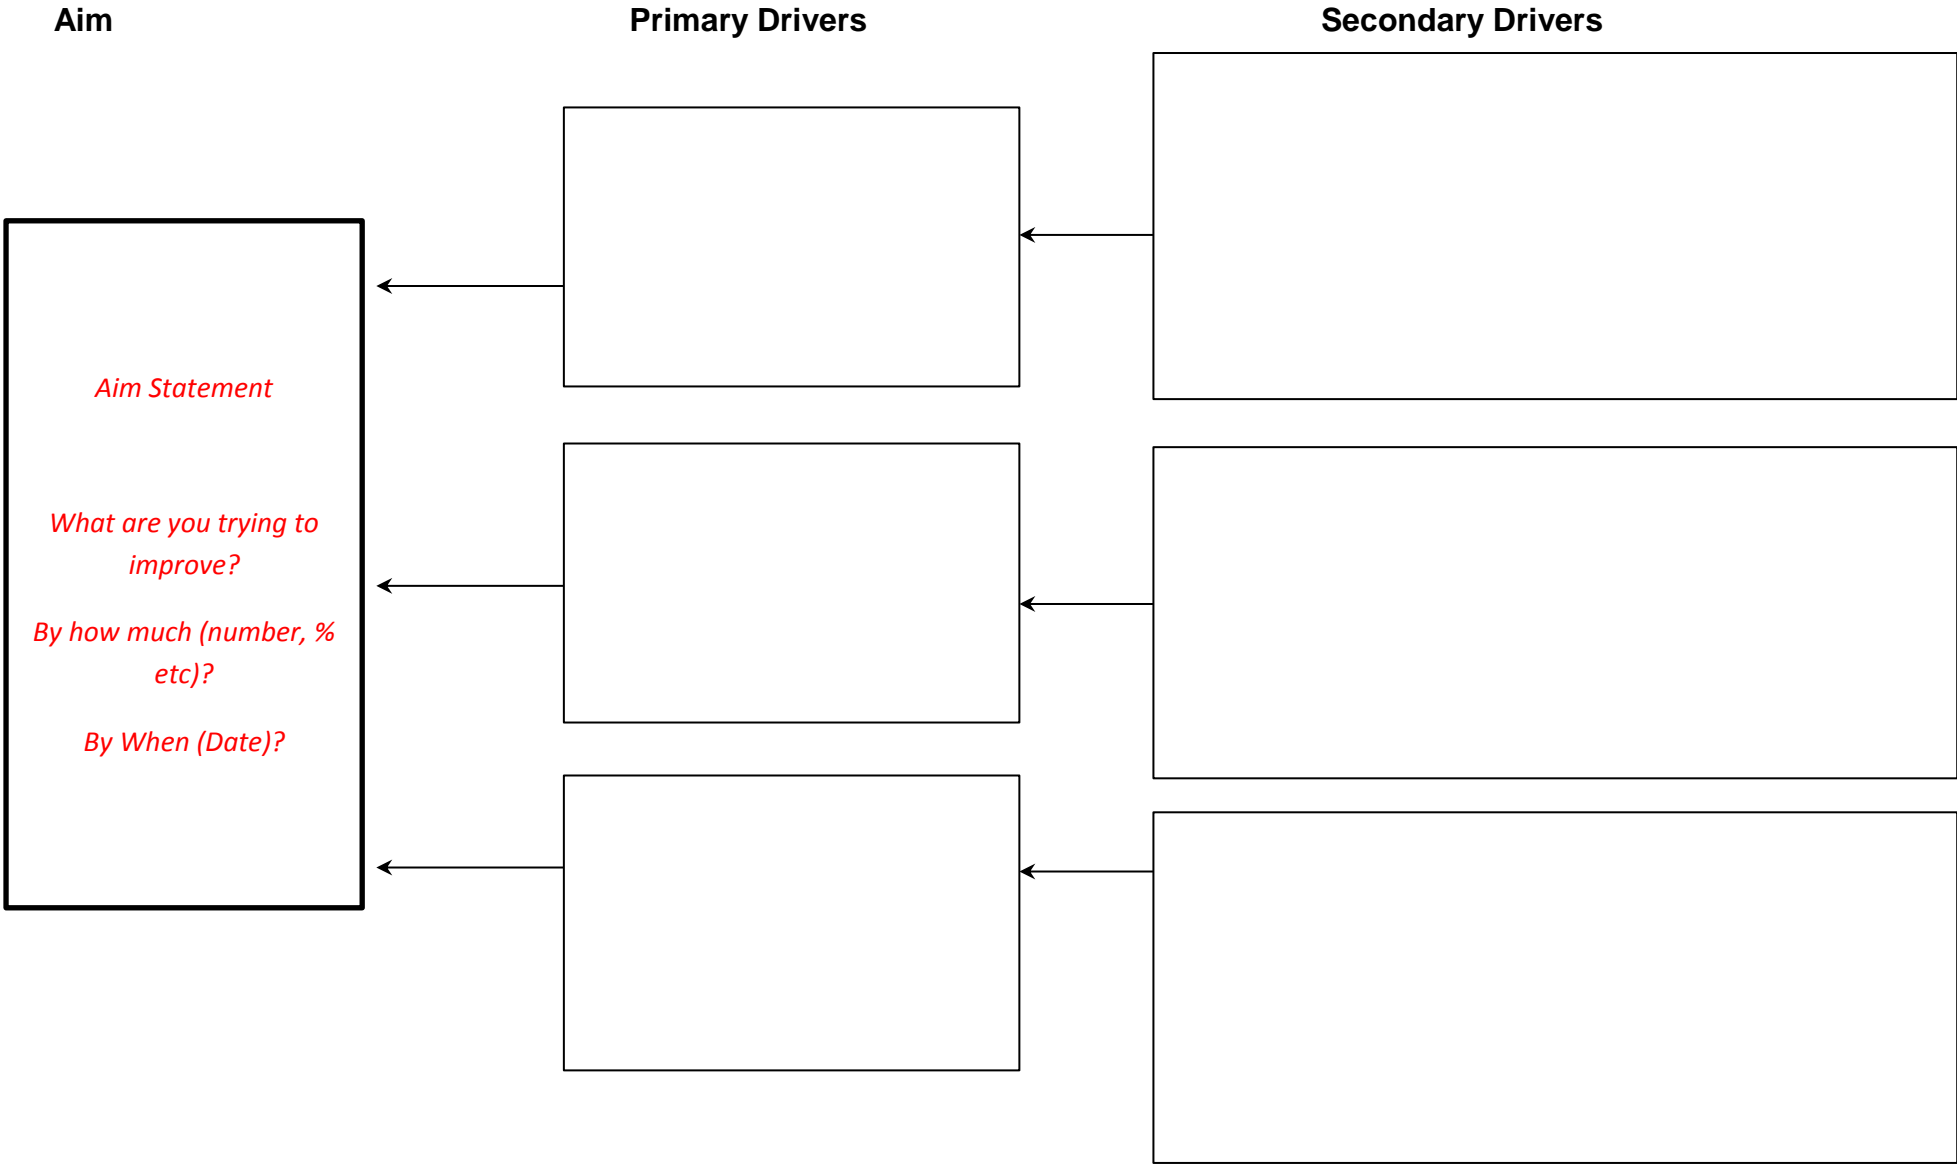 Aim
Primary Drivers
Secondary Drivers
Aim Statement
What are you trying to
improve?
By how much (number, %
etc)?
By When (Date)?